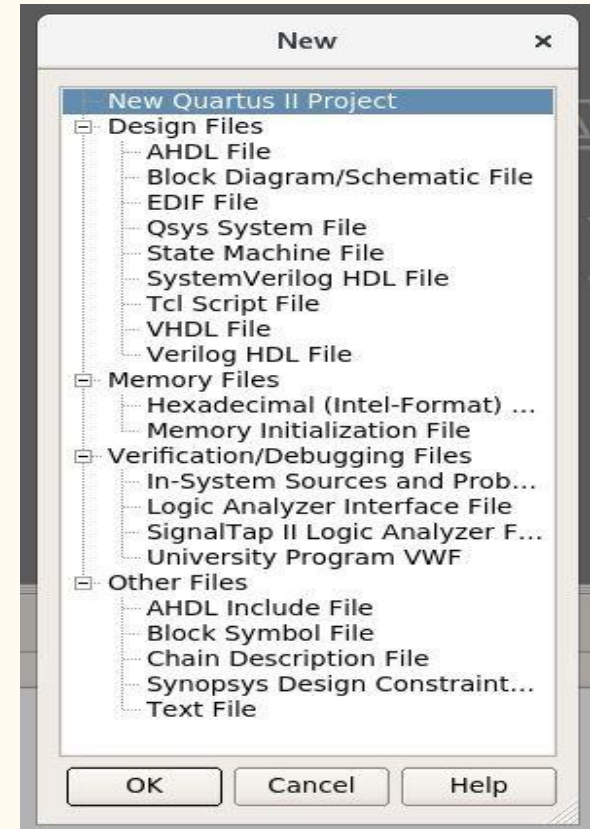 New
New Quartus II Project
Design Files
AHDL File
Block Diagram/Schematic File
EDIF File
Qsys System File
State Machine File
SystemVerilog HDL File
Tcl Script File
VHDL File
Verilog HDL File
Memory Files
Hexadecimal (Intel-Format) ...
Memory Initialization File
Verification/Debugging Files
In-System Sources and Prob...
Logic Analyzer Interface File
SignalTap II Logic Analyzer F...
University Program VWF
Other Files
AHDL Include File
Block Symbol File
Chain Description File
Synopsys Design Constraint...
Text File
OK Cancel Help